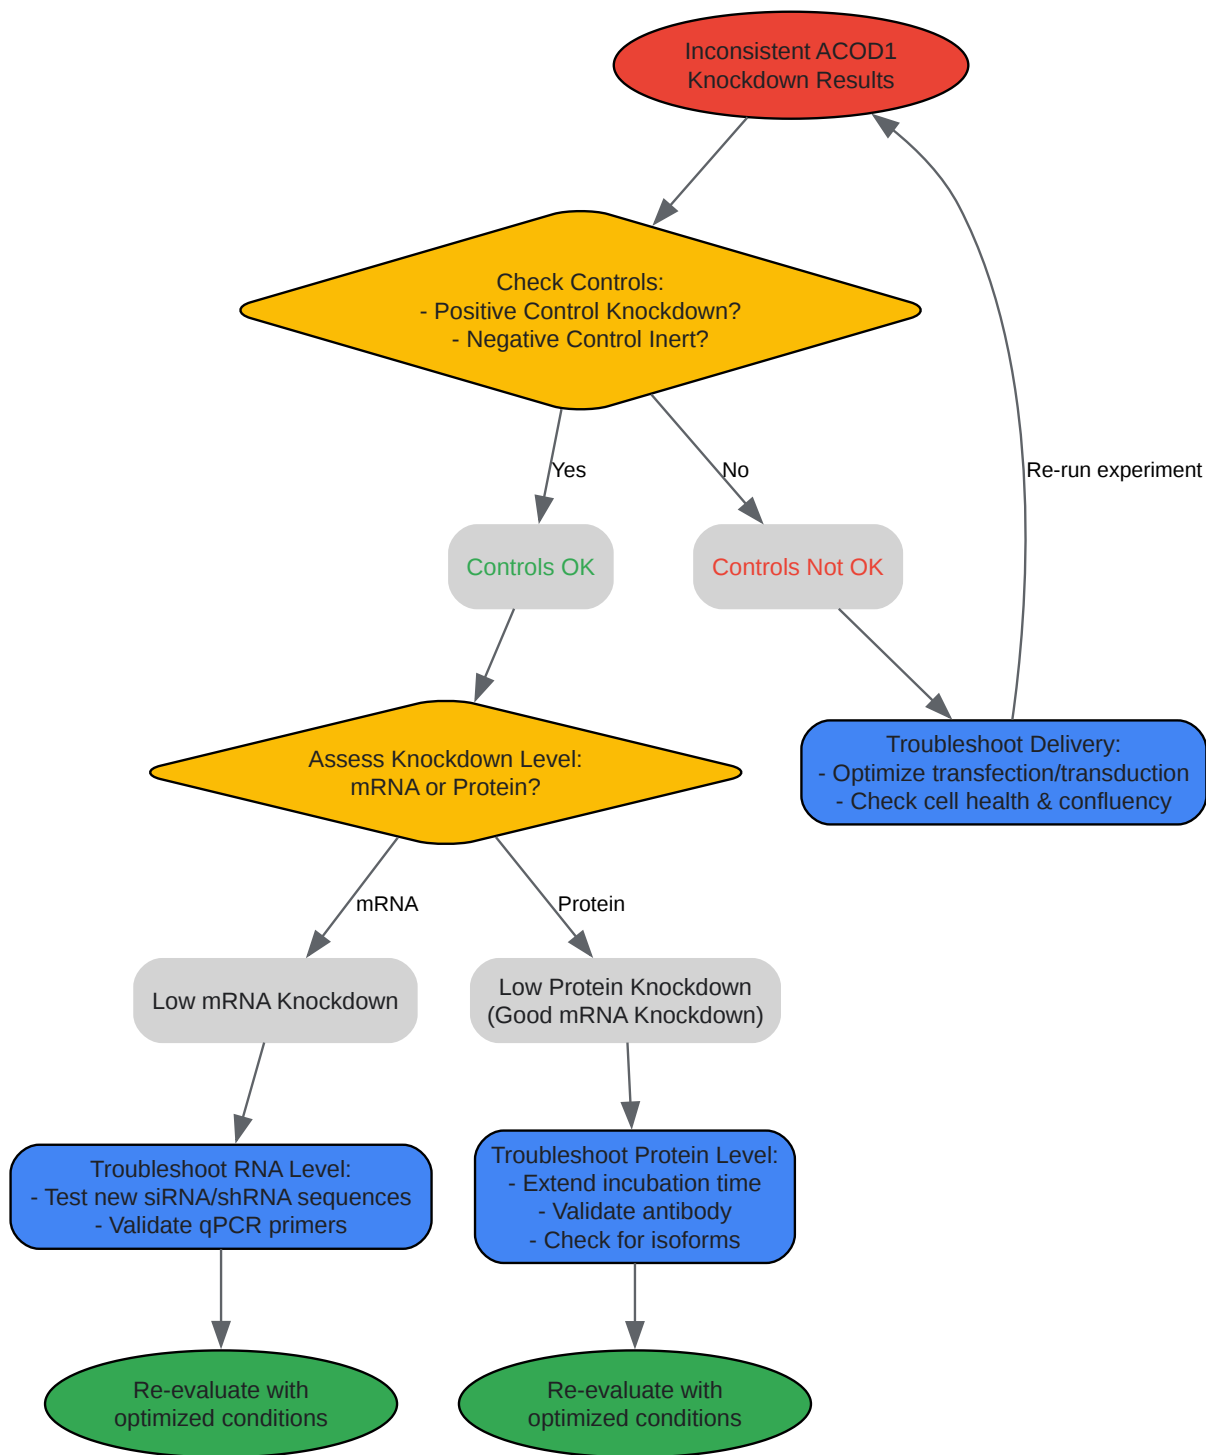 Inconsistent ACOD1
Knockdown Results
Check Controls:
- Positive Control Knockdown?
- Negative Control Inert?
Yes
No
Re-run experiment
Controls OK
Controls Not OK
Assess Knockdown Level:
mRNA or Protein?
Troubleshoot Delivery:
- Optimize transfection/transduction
- Check cell health & confluency
mRNA
Protein
Low mRNA Knockdown
Low Protein Knockdown
(Good mRNA Knockdown)
Troubleshoot RNA Level:
- Test new siRNA/shRNA sequences
- Validate qPCR primers
Troubleshoot Protein Level:
- Extend incubation time
- Validate antibody
- Check for isoforms
Re-evaluate with
optimized conditions
Re-evaluate with
optimized conditions